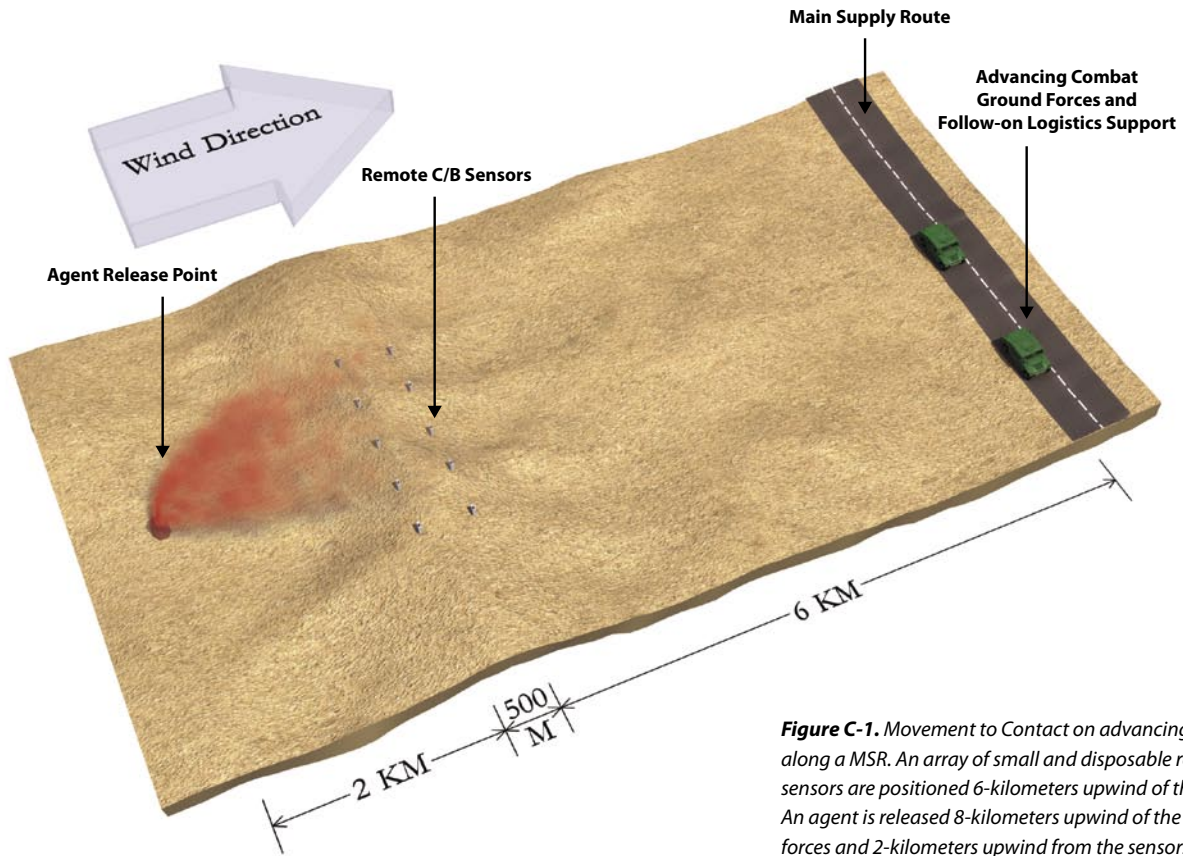 Main Supply Route
Advancing Combat
Ground Forces and
Follow-on Logistics Support
Wind Direction
Remote C/B Sensors
Agent Release Point
6 KM
500
M
2 KM
Figure C-1. Movement to Contact on advancing
along a MSR. An array of small and disposable
sensors are positioned 6-kilometers upwind of
An agent is released 8-kilometers upwind of the
forces and 2-kilometers upwind from the